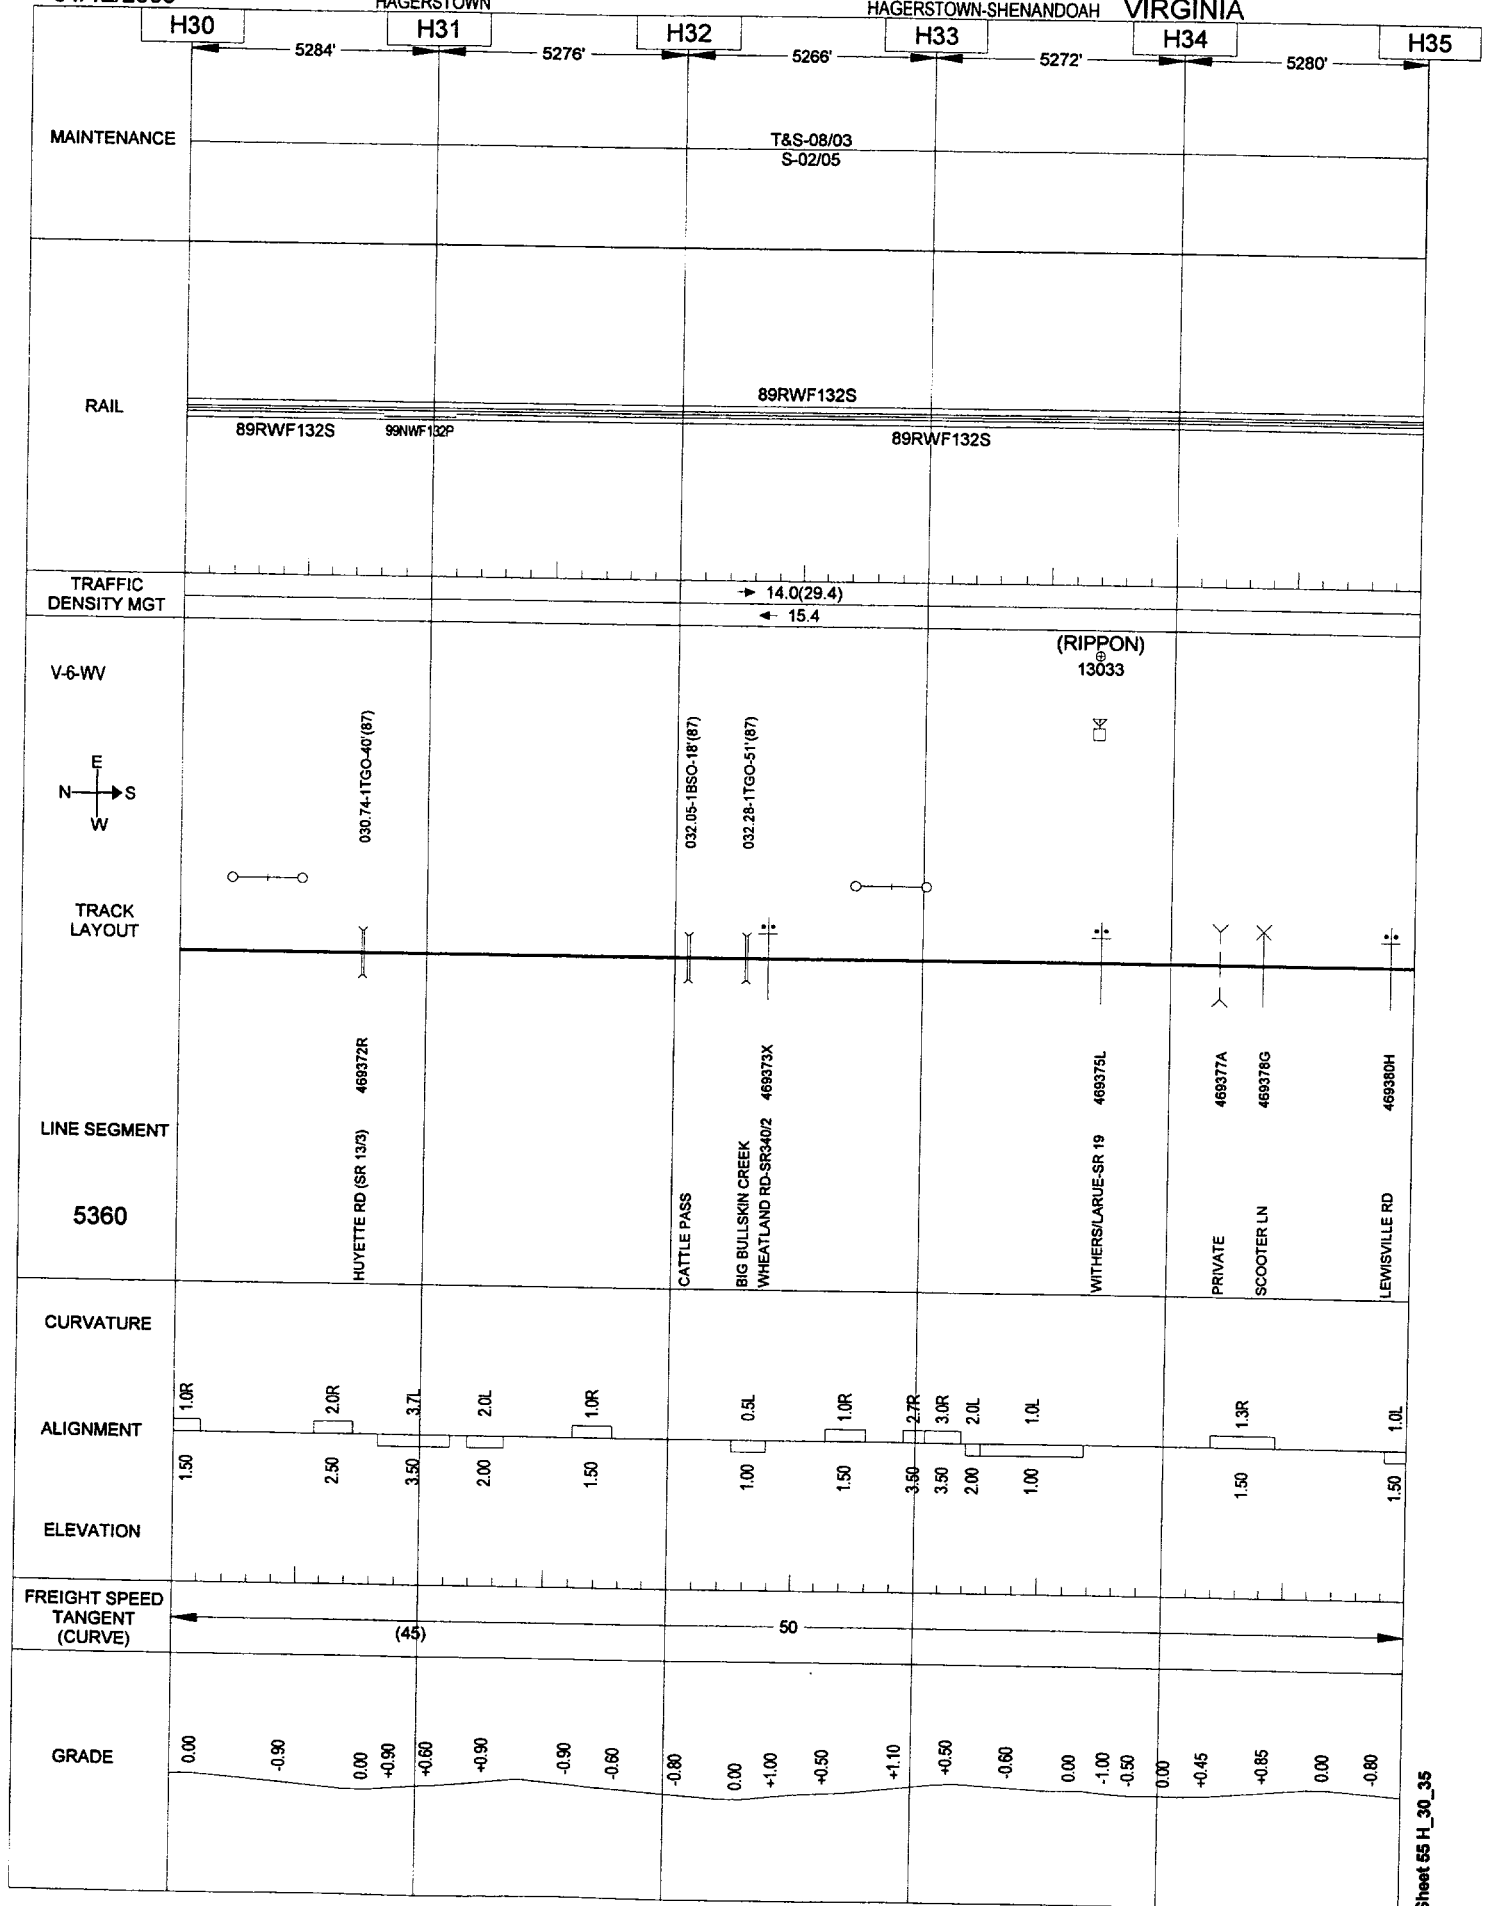 HAGERSTOWN
HAGERSTOWN-SHENANDOAH VIRGINIA
H30 H31 H32 H33 H34 H35
5284' 5276' 5266' 5272' 5280'
MAINTENANCE
T&S-08/03
S-02/05
RAIL
89RWF132S
89RWF132S 99NWF132P 89RWF132S
TRAFFIC
DENSITY MGT
14.0(29.4)
15.4
V-6-WV
(RIPPON)
13033
E
N S
W
030.74-1TGO-40'(87)
032.05-1BSO-18'(87)
032.28-1TGO-51'(87)
TRACK
LAYOUT
LINE SEGMENT
5360
HUYETTE RD (SR 13/3) 469372R
CATTLE PASS
BIG BULLSKIN CREEK
WHEATLAND RD-SR340/2 469373X
WITHERS/LARUE-SR 19 469375L
PRIVATE 469377A
SCOOTER LN 469378G
LEWISVILLE RD 469380H
CURVATURE
1.0R 2.0R 3.7L 2.0L 1.0R 0.5L 1.0R 2.7R 3.0R 2.0L 1.0L 1.3R 1.0L
ALIGNMENT
1.50 2.50 3.50 2.00 1.50 1.00 1.50 3.50 3.50 2.00 1.00 1.50 1.50
ELEVATION
FREIGHT SPEED
TANGENT
(CURVE)
(45) 50
GRADE
0.00 -0.90 0.00 +0.90 +0.60 +0.90 -0.90 -0.60 -0.80 0.00 +1.00 +0.50 +1.10 +0.50 -0.60 0.00 -1.00 -0.50 0.00 +0.45 +0.85 0.00 -0.80
Sheet 55 H_30_35